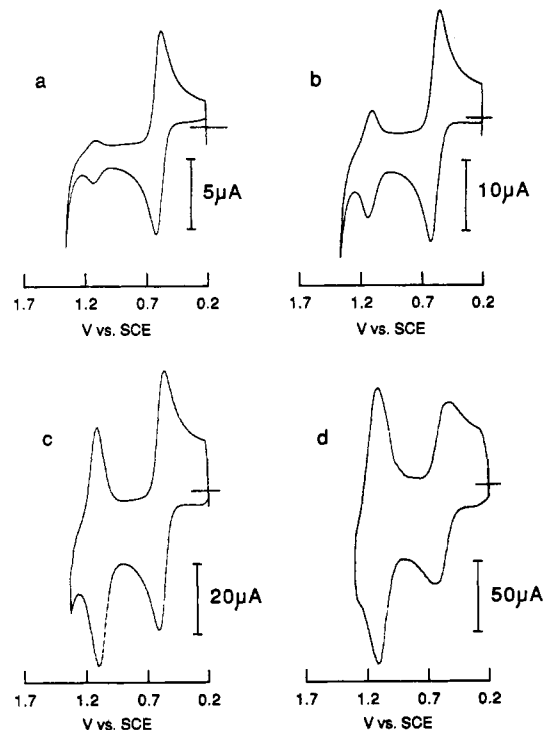 a
5μA
1.7 1.2 0.7 0.2
V vs. SCE
b
10μA
1.7 1.2 0.7 0.2
V vs. SCE
c
20μA
1.7 1.2 0.7 0.2
V vs. SCE
d
50μA
1.7 1.2 0.7 0.2
V vs. SCE